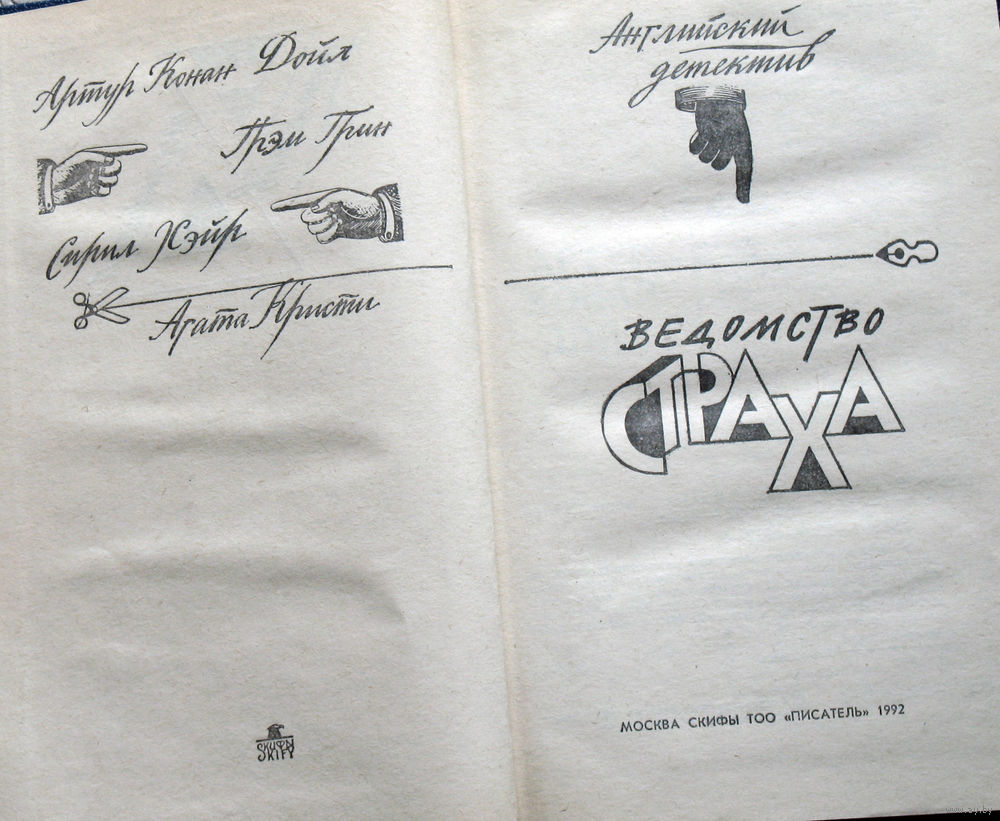 Артур Конан Дойл
Грэм Грин
Сирил Хэйр
Агата Кристи
СКИФЫ
SKIFY
Английский
детектив
ВЕДОМСТВО
СТРАХА
МОСКВА СКИФЫ ТОО «ПИСАТЕЛЬ» 1992